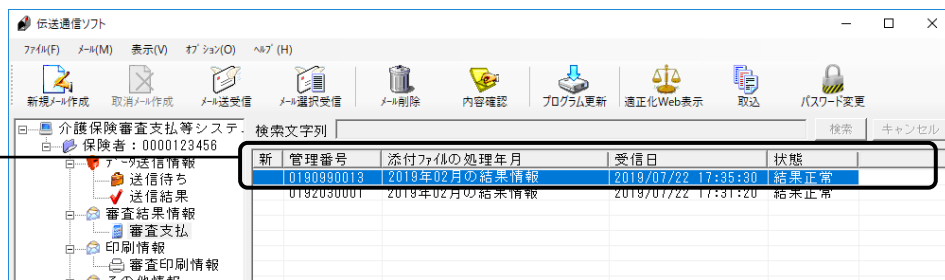 伝送通信ソフト
ファイル(F) メール(M) 表示(V) オプション(O) ヘルプ(H)
新規メール作成 取消メール作成 メール送受信 メール選択受信 メール削除 内容確認 プログラム更新 適正化Web表示 取込 パスワード変更
介護保険審査支払等システ. 検索文字列 検索 キャンセル
保険者：0000123456
データ送信情報
送信待ち
送信結果
審査結果情報
審査支払
印刷情報
審査印刷情報
その他情報
新 管理番号 添付ファイルの処理年月 受信日 状態
0190990013 2019年02月の結果情報 2019/07/22 17:35:30 結果正常
0192030001 2019年02月の結果情報 2019/07/22 17:31:20 結果正常